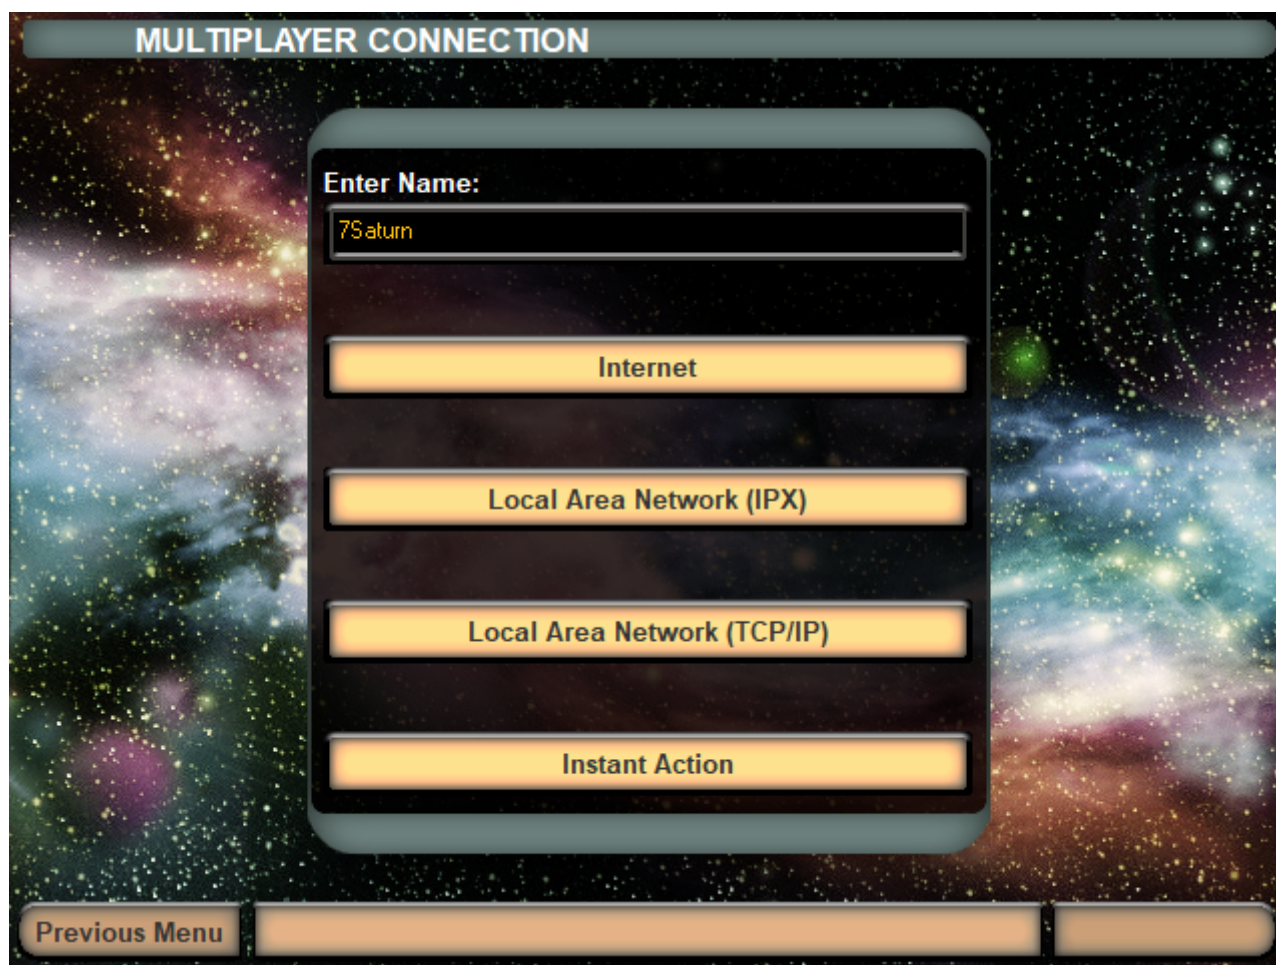 MULTIPLAYER CONNECTION
Enter Name:
7Saturn
Internet
Local Area Network (IPX)
Local Area Network (TCP/IP)
Instant Action
Previous Menu